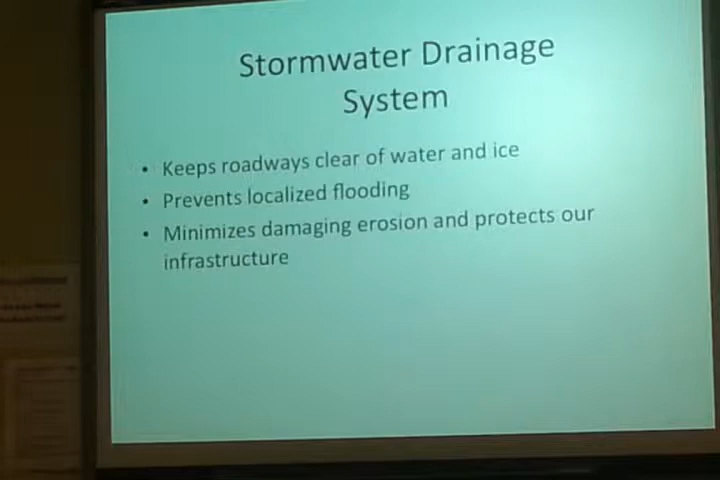 Stormwater Drainage
System
• Keeps roadways clear of water and ice
• Prevents localized flooding
• Minimizes damaging erosion and protects our
infrastructure